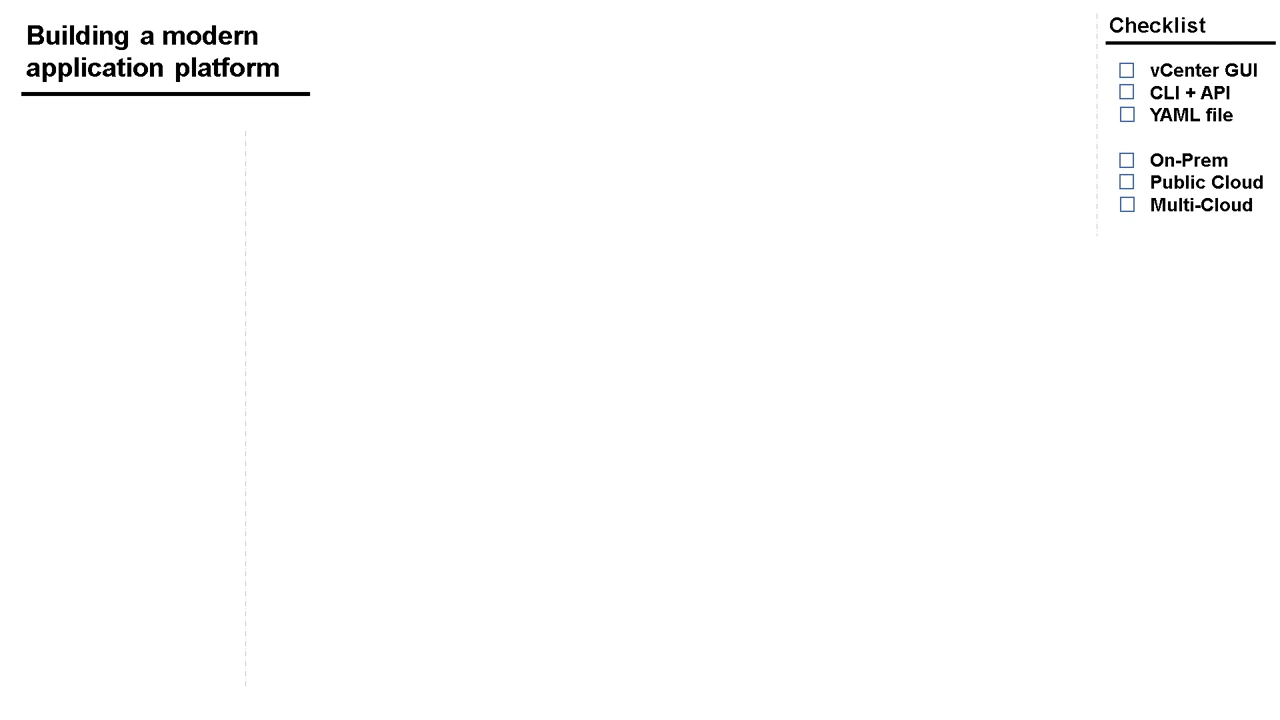 Building a modern
application platform
Checklist
vCenter GUI
CLI + API
YAML file
On-Prem
Public Cloud
Multi-Cloud